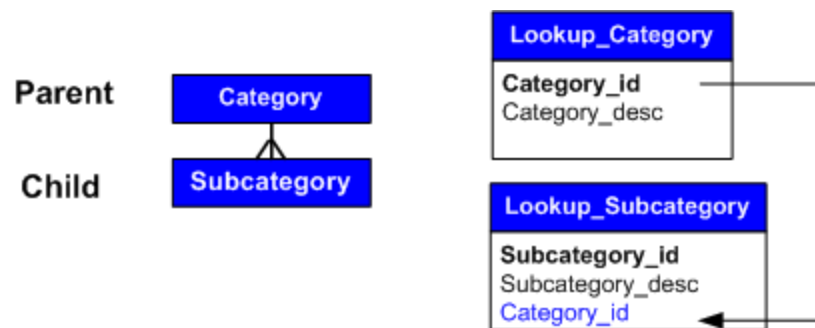 Parent
Category
Child
Subcategory
Lookup_Category
Category_id
Category_desc
Lookup_Subcategory
Subcategory_id
Subcategory_desc
Category_id